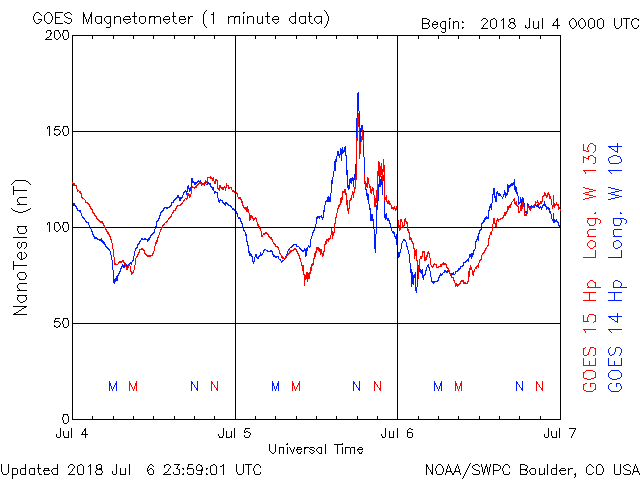 GOES Magnetometer (1 minute data)
Begin: 2018 Jul 4 0000 UTC
200
150
100
50
0
NanoTesla (nT)
M M N N M M N N M M N N
Jul 4 Jul 5 Jul 6 Jul 7
Universal Time
GOES 15 Hp Long. W 135
GOES 14 Hp Long. W 104
Updated 2018 Jul 6 23:59:01 UTC
NOAA/SWPC Boulder, CO USA